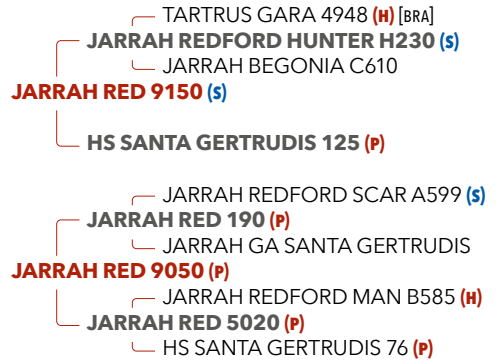 TARTRUS GARA 4948 (H) [BRA]
JARRAH REDFORD HUNTER H230 (S)
JARRAH BEGONIA C610
JARRAH RED 9150 (S)
HS SANTA GERTRUDIS 125 (P)
JARRAH REDFORD SCAR A599 (S)
JARRAH RED 190 (P)
JARRAH GA SANTA GERTRUDIS
JARRAH RED 9050 (P)
JARRAH REDFORD MAN B585 (H)
JARRAH RED 5020 (P)
HS SANTA GERTRUDIS 76 (P)